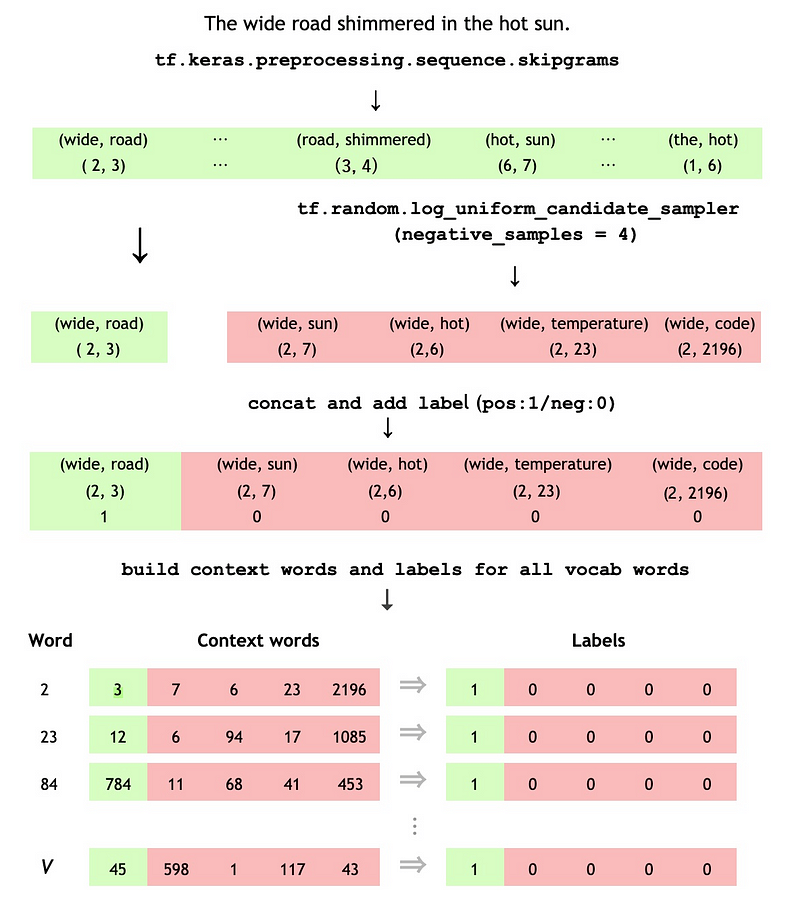 The wide road shimmered in the hot sun.
tf.keras.preprocessing.sequence.skipgrams
↓
(wide, road) ... (road, shimmered) (hot, sun) ... (the, hot)
( 2, 3) ... (3, 4) (6, 7) ... (1, 6)
tf.random.log_uniform_candidate_sampler
(negative_samples = 4)
↓ ↓
(wide, road) (wide, sun) (wide, hot) (wide, temperature) (wide, code)
( 2, 3) (2, 7) (2,6) (2, 23) (2, 2196)
concat and add label (pos:1/neg:0)
↓
(wide, road) (wide, sun) (wide, hot) (wide, temperature) (wide, code)
(2, 3) (2, 7) (2,6) (2, 23) (2, 2196)
1 0 0 0 0
build context words and labels for all vocab words
↓
Word Context words Labels
2 3 7 6 23 2196 ⇒ 1 0 0 0 0
23 12 6 94 17 1085 ⇒ 1 0 0 0 0
84 784 11 68 41 453 ⇒ 1 0 0 0 0
⋮
V 45 598 1 117 43 ⇒ 1 0 0 0 0